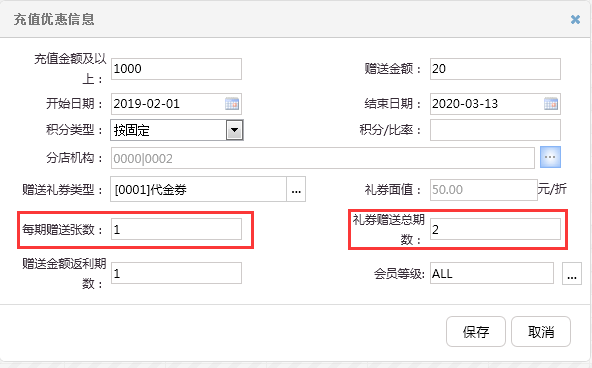 充值优惠信息
充值金额及以
上： 1000 赠送金额： 20
开始日期： 2019-02-01 结束日期： 2020-03-13
积分类型： 按固定 积分/比率：
分店机构： 0000|0002 ...
赠送礼券类型： [0001]代金券 ... 礼券面值： 50.00 元/折
每期赠送张数： 1 礼券赠送总期
数： 2
赠送金额返利期
数： 1 会员等级: ALL ...
保存 取消